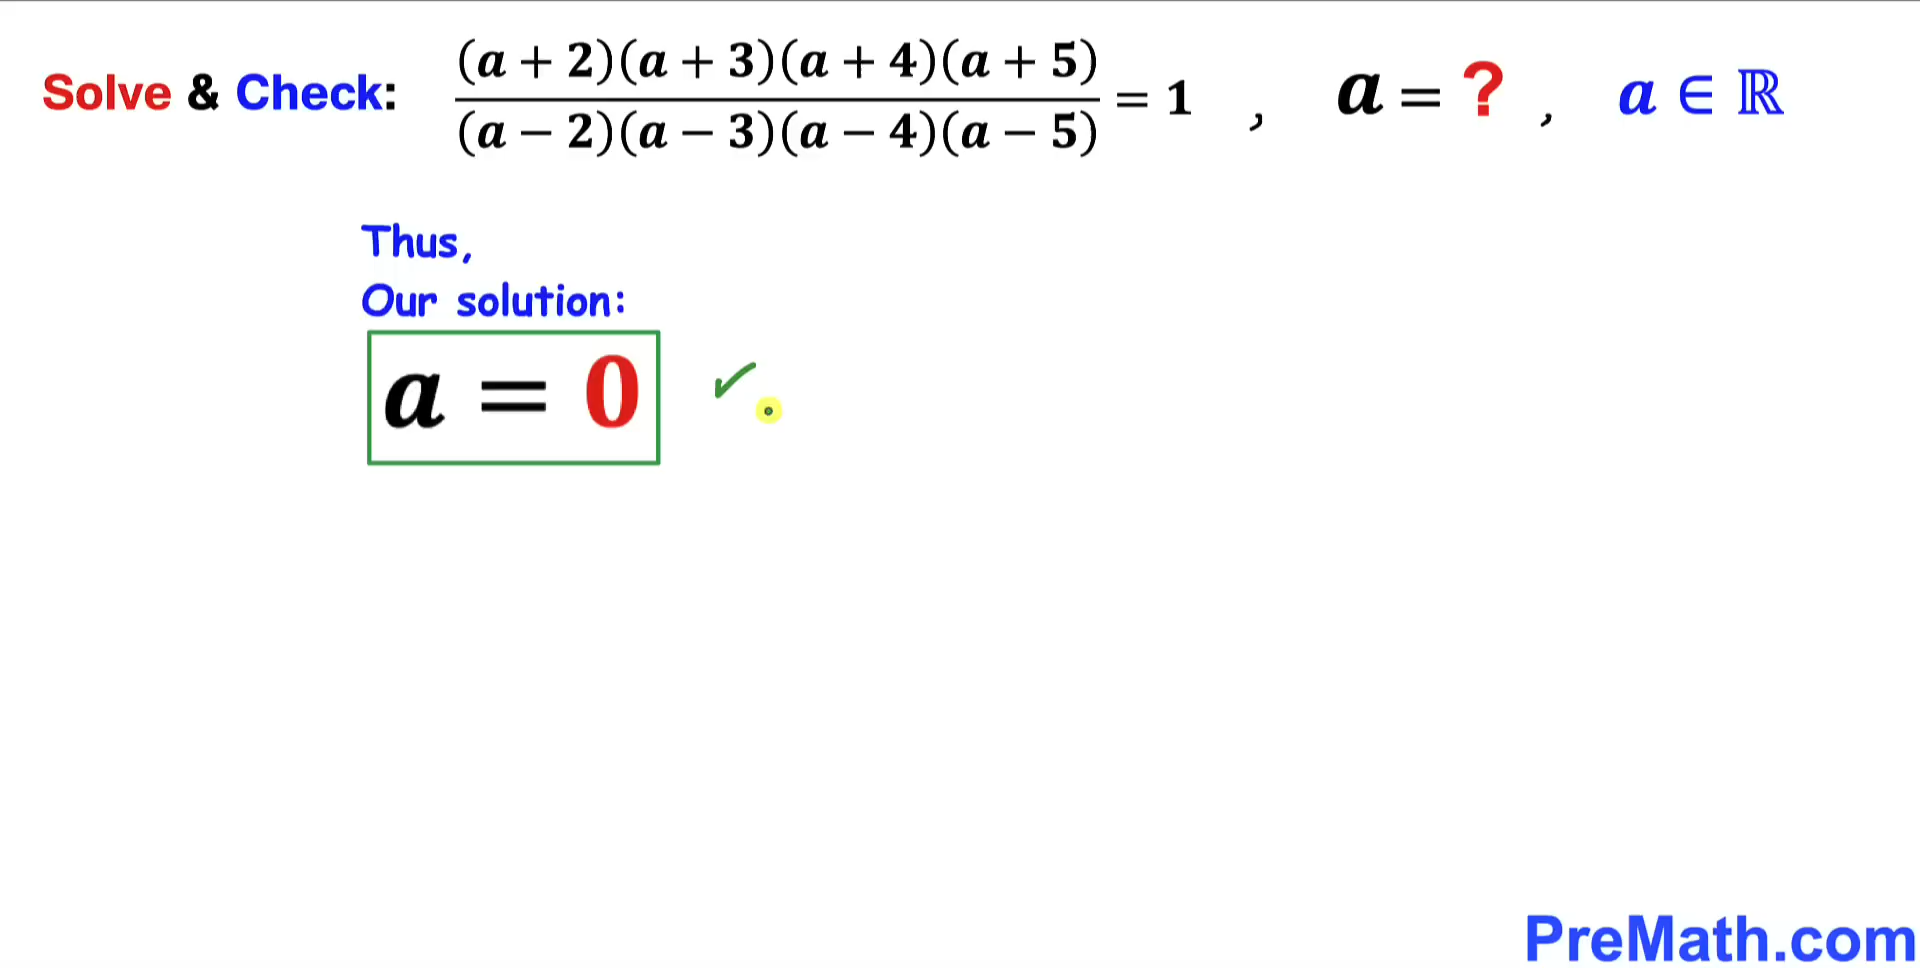 Solve & Check: (a + 2)(a + 3)(a + 4)(a + 5) / (a − 2)(a − 3)(a − 4)(a − 5) = 1 , a = ? , a ∈ ℝ
Thus,
Our solution:
a = 0 ✓
PreMath.com